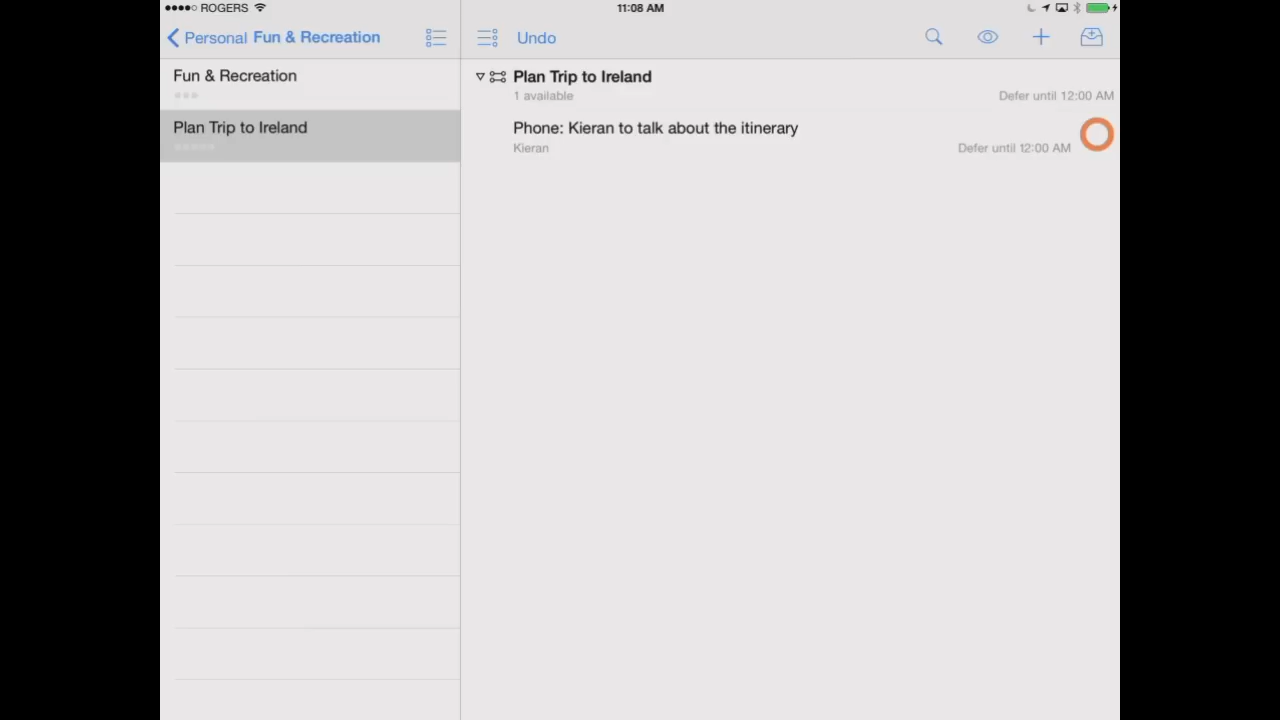 ROGERS 11:08 AM
Personal Fun & Recreation
Undo
Fun & Recreation
Plan Trip to Ireland
Plan Trip to Ireland
1 available Defer until 12:00 AM
Phone: Kieran to talk about the itinerary
Kieran Defer until 12:00 AM